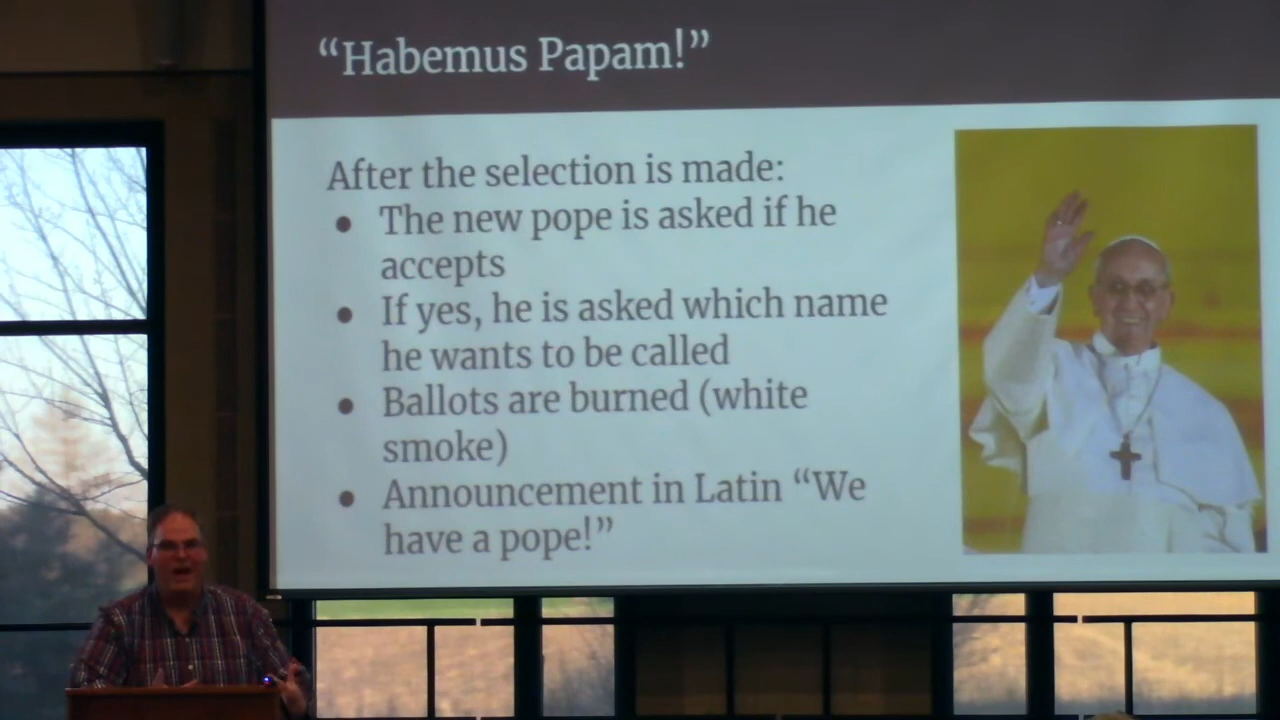 “Habemus Papam!”
After the selection is made:
● The new pope is asked if he
accepts
● If yes, he is asked which name
he wants to be called
● Ballots are burned (white
smoke)
● Announcement in Latin “We
have a pope!”